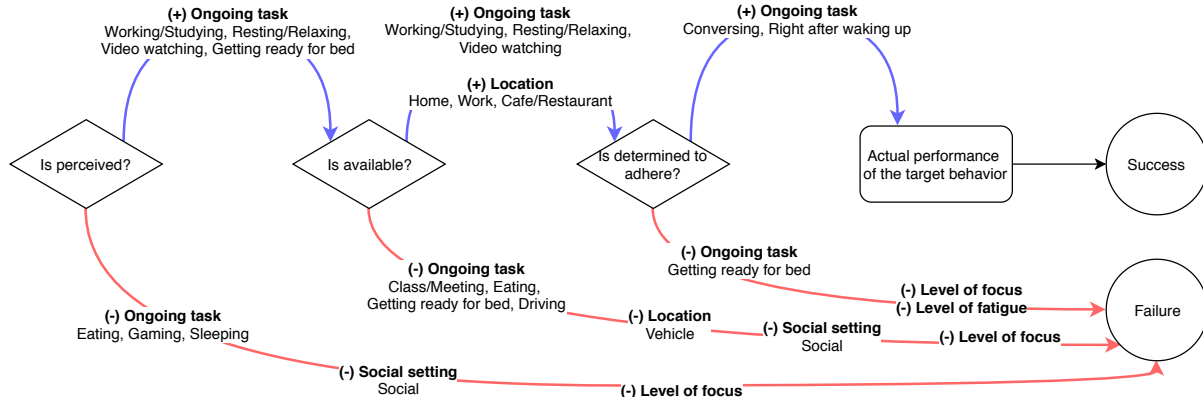 (+) Ongoing task
Working/Studying, Resting/Relaxing,
Video watching, Getting ready for bed
(+) Ongoing task
Working/Studying, Resting/Relaxing,
Video watching
(+) Location
Home, Work, Cafe/Restaurant
(+) Ongoing task
Conversing, Right after waking up
Is perceived?
Is available?
Is determined to
adhere?
Actual performance
of the target behavior
Success
(-) Ongoing task
Eating, Gaming, Sleeping
(-) Social setting
Social
(-) Level of focus
(-) Ongoing task
Class/Meeting, Eating,
Getting ready for bed, Driving
(-) Location
Vehicle
(-) Social setting
Social
(-) Level of focus
(-) Ongoing task
Getting ready for bed
(-) Level of focus
(-) Level of fatigue
Failure